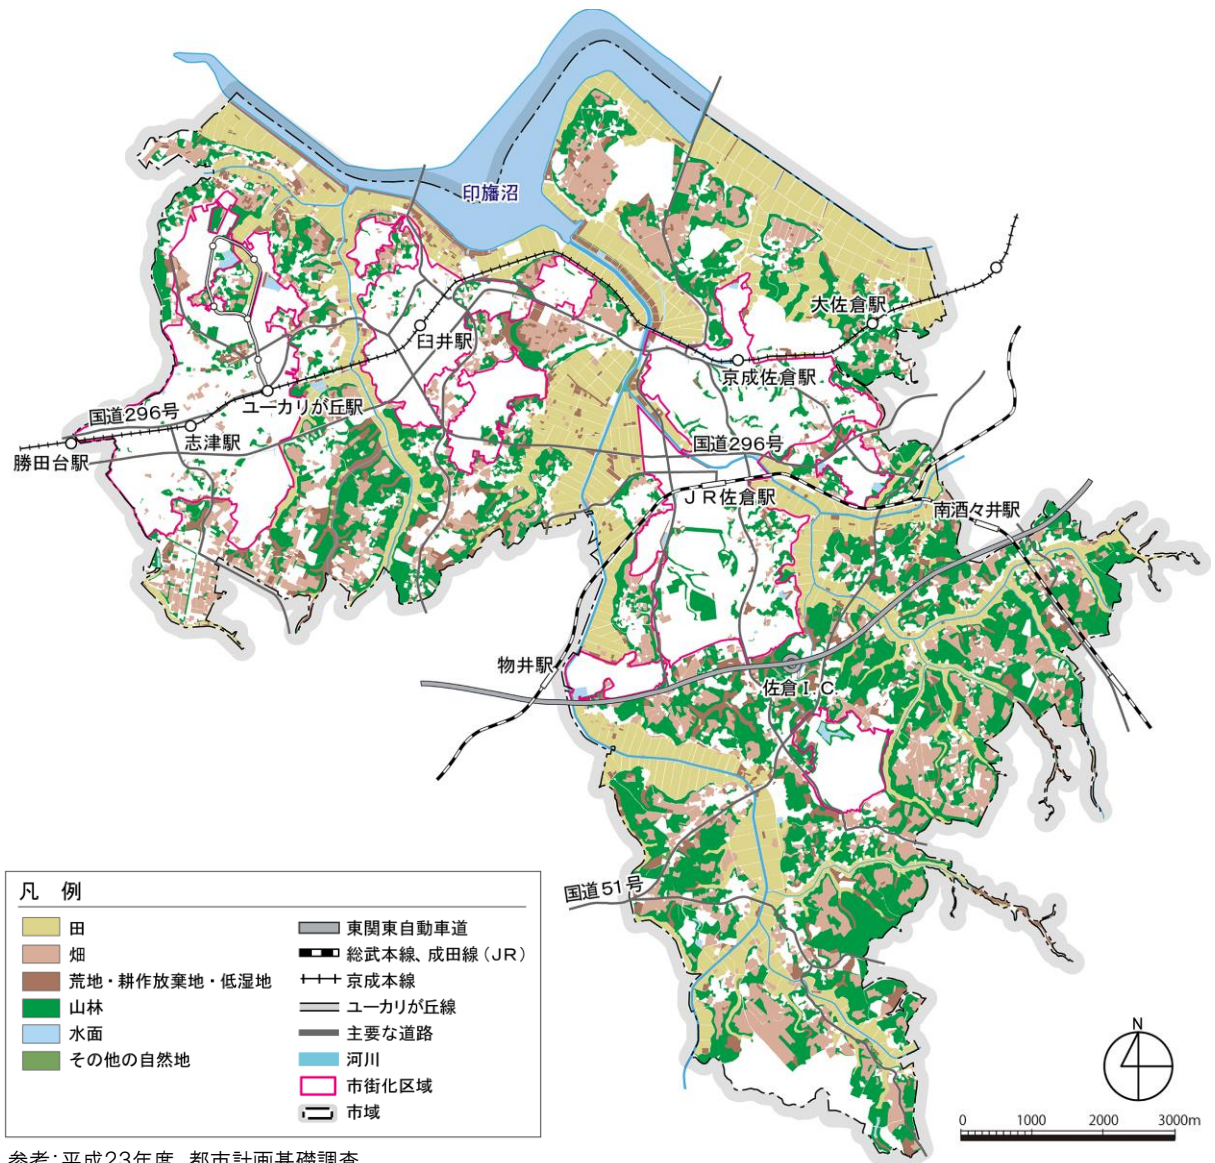 印旛沼
大佐倉駅
臼井駅
京成佐倉駅
ユーカリが丘駅
国道296号
志津駅
国道296号
勝田台駅
JR佐倉駅
南酒々井駅
物井駅
佐倉I.C.
国道51号
凡 例
田
畑
荒地・耕作放棄地・低湿地
山林
水面
その他の自然地
東関東自動車道
総武本線、成田線(JR)
京成本線
ユーカリが丘線
主要な道路
河川
市街化区域
市域
N
0 1000 2000 3000m
参考:平成23年度 都市計画基礎調査